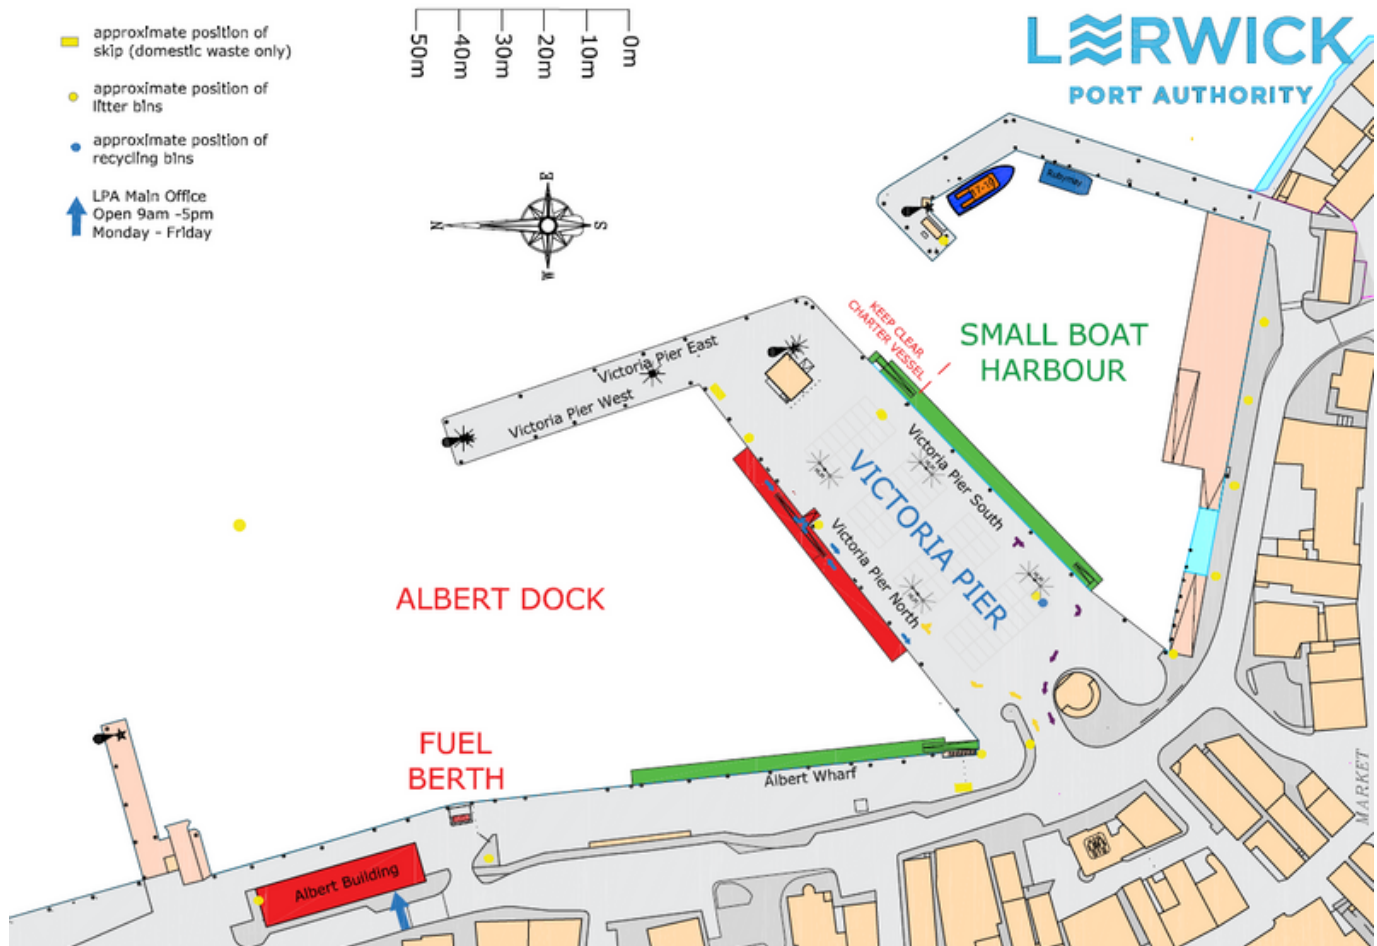 approximate position of
skip (domestic waste only)
approximate position of
litter bins
approximate position of
recycling bins
LPA Main Office
Open 9am -5pm
Monday - Friday
50m
40m
30m
20m
10m
0m
LERWICK
PORT AUTHORITY
E
N
S
W
27-10
KEEP CLEAR
CHARTER VESSEL
SMALL BOAT
HARBOUR
Victoria Pier East
Victoria Pier West
Victoria Pier South
VICTORIA PIER
Victoria Pier North
ALBERT DOCK
FUEL
BERTH
Albert Wharf
Albert Building
MARKET